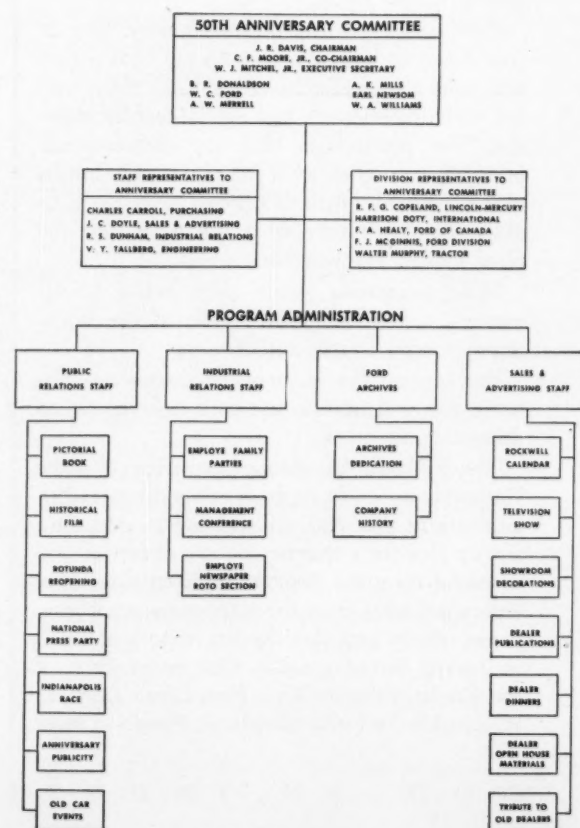 50TH ANNIVERSARY COMMITTEE
J. R. DAVIS, CHAIRMAN
C. F. MOORE, JR., CO-CHAIRMAN
W. J. MITCHEL, JR., EXECUTIVE SECRETARY
B. R. DONALDSON
W. C. FORD
A. W. MERRELL
A. K. MILLS
EARL NEWSOM
W. A. WILLIAMS
STAFF REPRESENTATIVES TO
ANNIVERSARY COMMITTEE
CHARLES CARROLL, PURCHASING
J. C. DOYLE, SALES & ADVERTISING
R. S. DUNHAM, INDUSTRIAL RELATIONS
V. Y. TALLBERG, ENGINEERING
DIVISION REPRESENTATIVES TO
ANNIVERSARY COMMITTEE
R. F. G. COPELAND, LINCOLN-MERCURY
HARRISON DOTY, INTERNATIONAL
F. A. HEALY, FORD OF CANADA
F. J. MCGINNIS, FORD DIVISION
WALTER MURPHY, TRACTOR
PROGRAM ADMINISTRATION
PUBLIC
RELATIONS STAFF
PICTORIAL
BOOK
HISTORICAL
FILM
ROTUNDA
REOPENING
NATIONAL
PRESS PARTY
INDIANAPOLIS
RACE
ANNIVERSARY
PUBLICITY
OLD CAR
EVENTS
INDUSTRIAL
RELATIONS STAFF
EMPLOYE FAMILY
PARTIES
MANAGEMENT
CONFERENCE
EMPLOYE
NEWSPAPER
ROTO SECTION
FORD
ARCHIVES
ARCHIVES
DEDICATION
COMPANY
HISTORY
SALES &
ADVERTISING STAFF
ROCKWELL
CALENDAR
TELEVISION
SHOW
SHOWROOM
DECORATIONS
DEALER
PUBLICATIONS
DEALER
DINNERS
DEALER
OPEN HOUSE
MATERIALS
TRIBUTE TO
OLD DEALERS